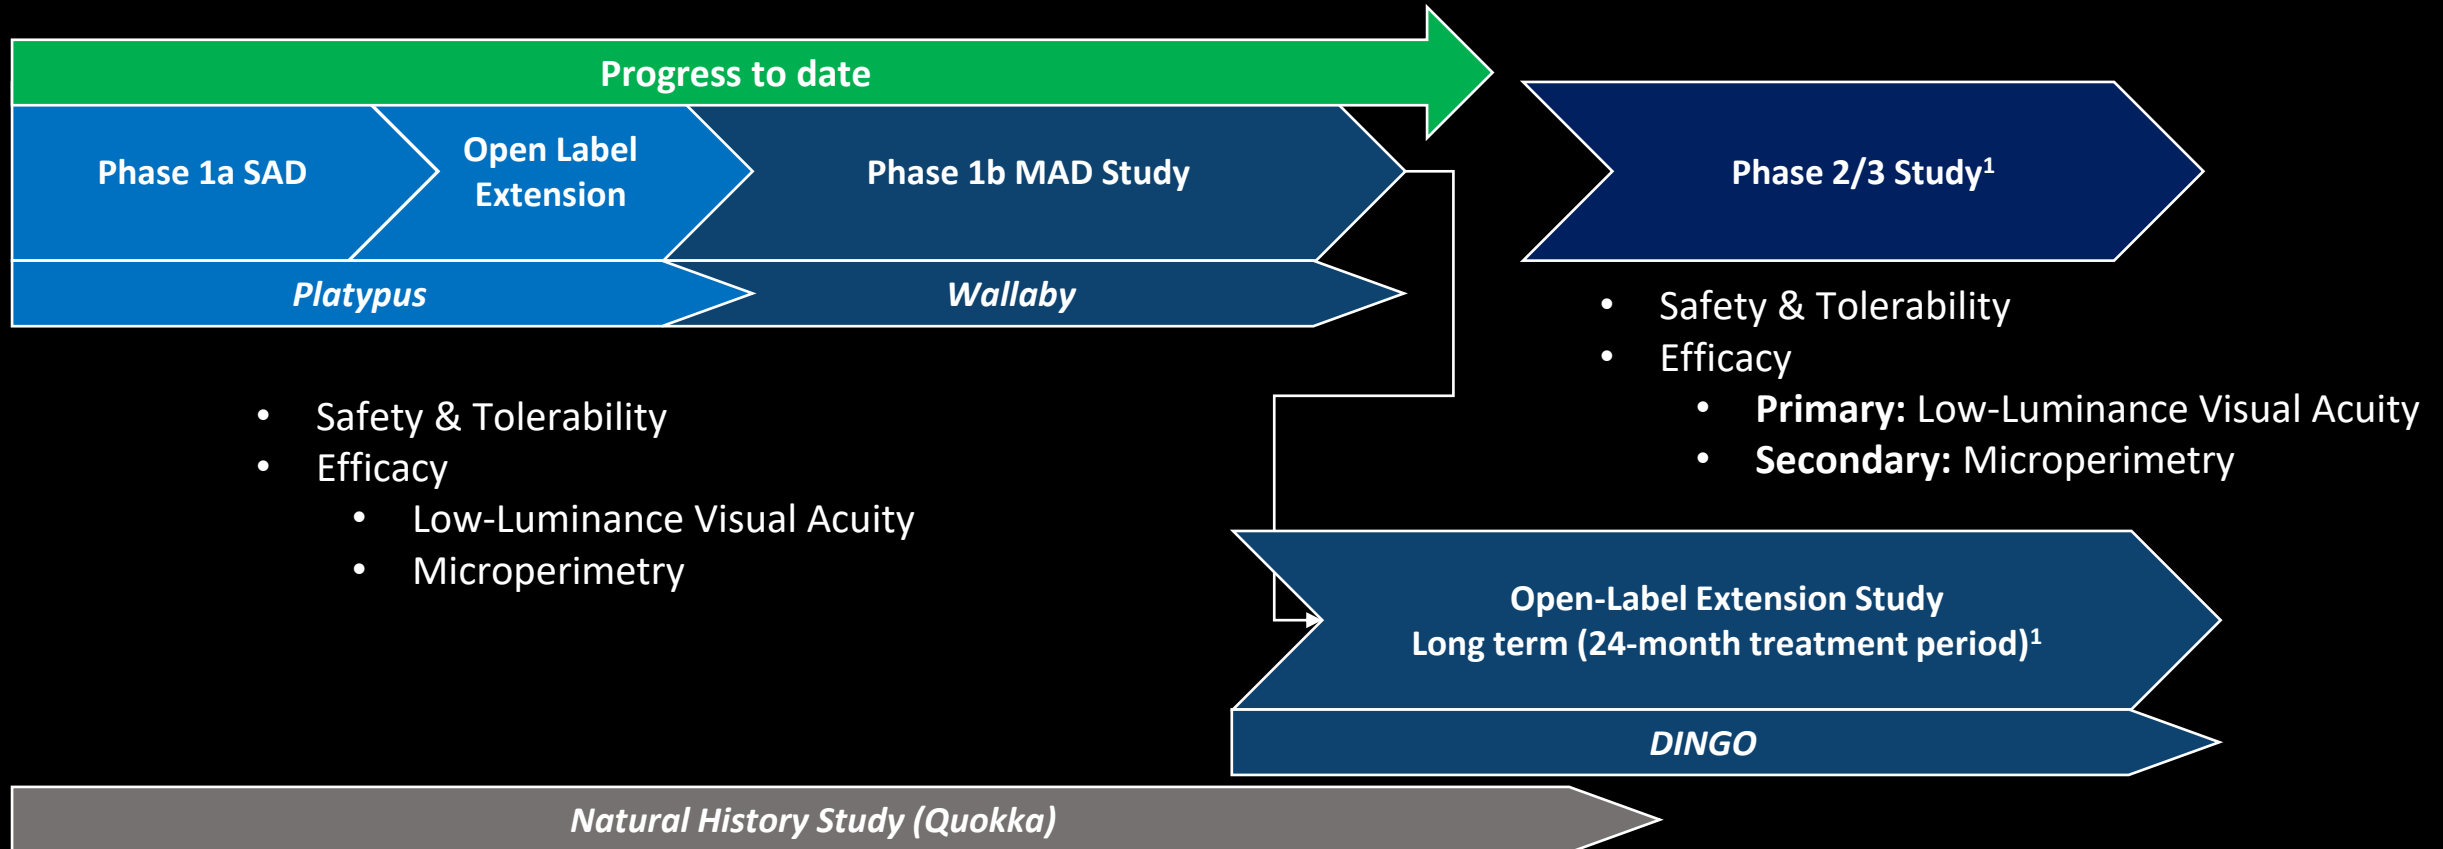 Progress to date
Phase 1a SAD
Open Label
Extension
Phase 1b MAD Study
Phase 2/3 Study¹
Platypus
Wallaby
• Safety & Tolerability
• Efficacy
• Low-Luminance Visual Acuity
• Microperimetry
• Safety & Tolerability
• Efficacy
• Primary: Low-Luminance Visual Acuity
• Secondary: Microperimetry
Open-Label Extension Study
Long term (24-month treatment period)¹
DINGO
Natural History Study (Quokka)